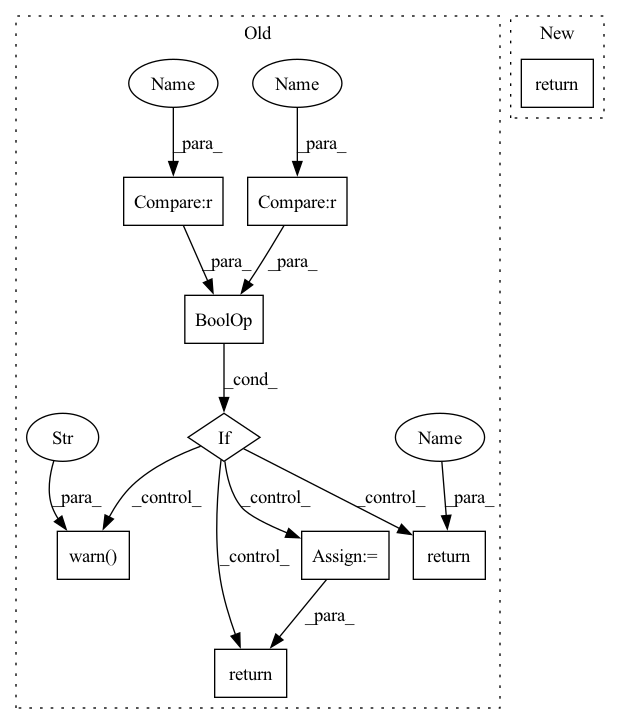 Old
New
Name
Name
return
_para_
_para_
Compare:r
Compare:r
_para_
_para_
BoolOp
_cond_
Str
If
Name
_para_
_control_
_control_
_control_
_para_
warn()
_control_
Assign:=
return
_para_
return